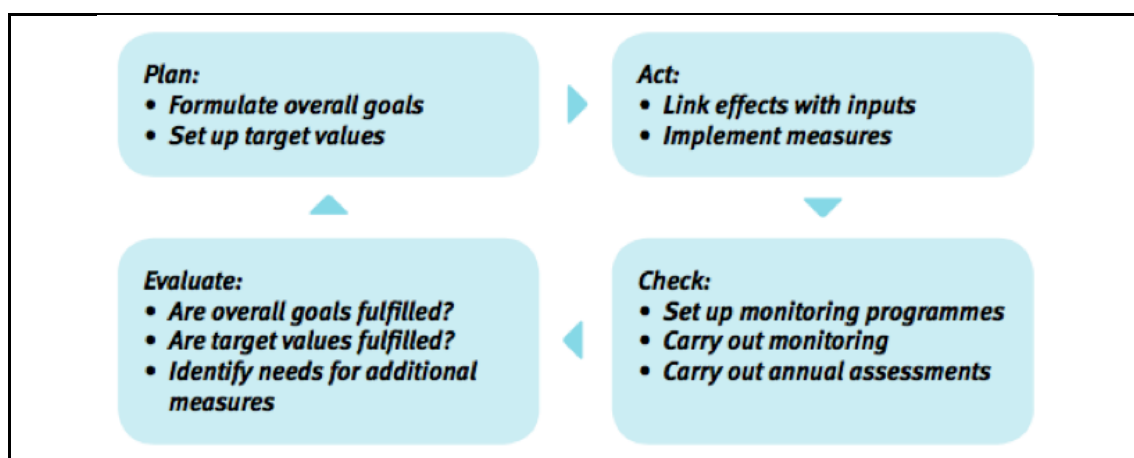 Plan:
• Formulate overall goals
• Set up target values
Act:
• Link effects with inputs
• Implement measures
Evaluate:
• Are overall goals fulfilled?
• Are target values fulfilled?
• Identify needs for additional
measures
Check:
• Set up monitoring programmes
• Carry out monitoring
• Carry out annual assessments